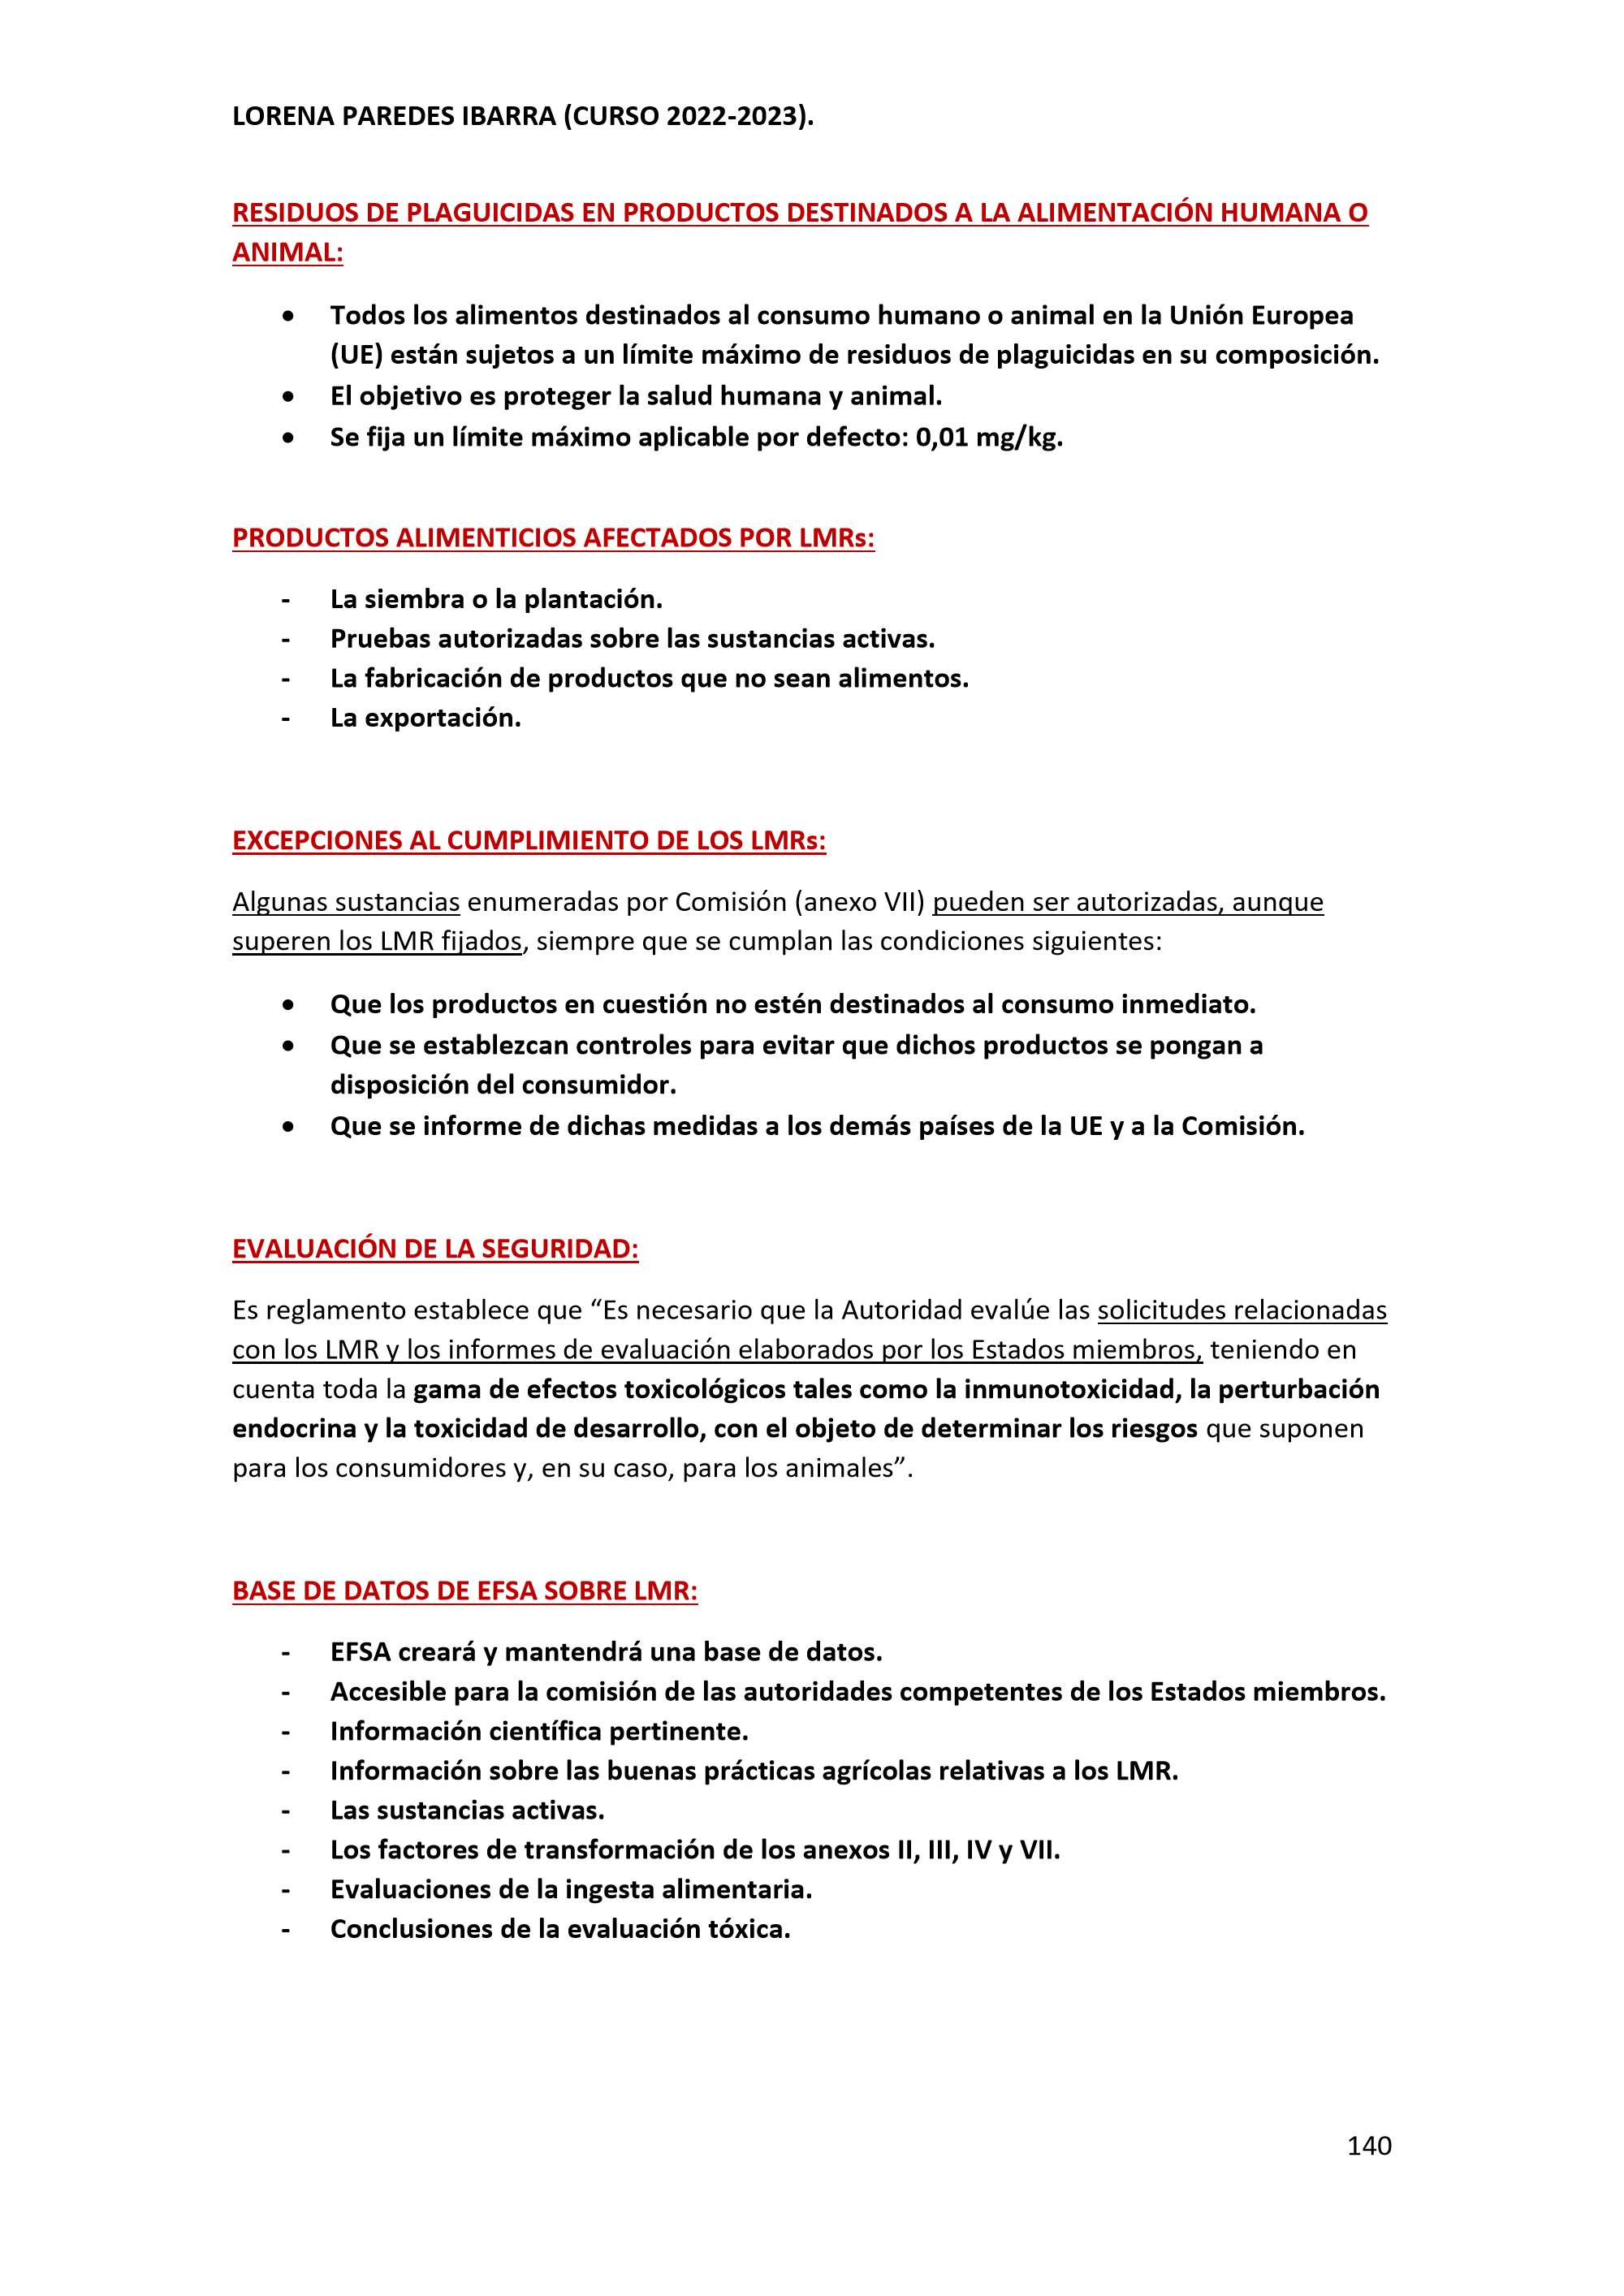 LORENA PAREDES IBARRA (CURSO 2022-2023).
RESIDUOS DE PLAGUICIDAS EN PRODUCTOS DESTINADOS A LA ALIMENTACIÓN HUMANA O
ANIMAL:
• Todos los alimentos destinados al consumo humano o animal en la Unión Europea
(UE) están sujetos a un límite máximo de residuos de plaguicidas en su composición.
• El objetivo es proteger la salud humana y animal.
• Se fija un límite máximo aplicable por defecto: 0,01 mg/kg.
PRODUCTOS ALIMENTICIOS AFECTADOS POR LMRs:
- La siembra o la plantación.
- Pruebas autorizadas sobre las sustancias activas.
- La fabricación de productos que no sean alimentos.
- La exportación.
EXCEPCIONES AL CUMPLIMIENTO DE LOS LMRs:
Algunas sustancias enumeradas por Comisión (anexo VII) pueden ser autorizadas, aunque
superen los LMR fijados, siempre que se cumplan las condiciones siguientes:
• Que los productos en cuestión no estén destinados al consumo inmediato.
• Que se establezcan controles para evitar que dichos productos se pongan a
disposición del consumidor.
• Que se informe de dichas medidas a los demás países de la UE y a la Comisión.
EVALUACIÓN DE LA SEGURIDAD:
Es reglamento establece que “Es necesario que la Autoridad evalúe las solicitudes relacionadas
con los LMR y los informes de evaluación elaborados por los Estados miembros, teniendo en
cuenta toda la gama de efectos toxicológicos tales como la inmunotoxicidad, la perturbación
endocrina y la toxicidad de desarrollo, con el objeto de determinar los riesgos que suponen
para los consumidores y, en su caso, para los animales”.
BASE DE DATOS DE EFSA SOBRE LMR:
- EFSA creará y mantendrá una base de datos.
- Accesible para la comisión de las autoridades competentes de los Estados miembros.
- Información científica pertinente.
- Información sobre las buenas prácticas agrícolas relativas a los LMR.
- Las sustancias activas.
- Los factores de transformación de los anexos II, III, IV y VII.
- Evaluaciones de la ingesta alimentaria.
- Conclusiones de la evaluación tóxica.
140